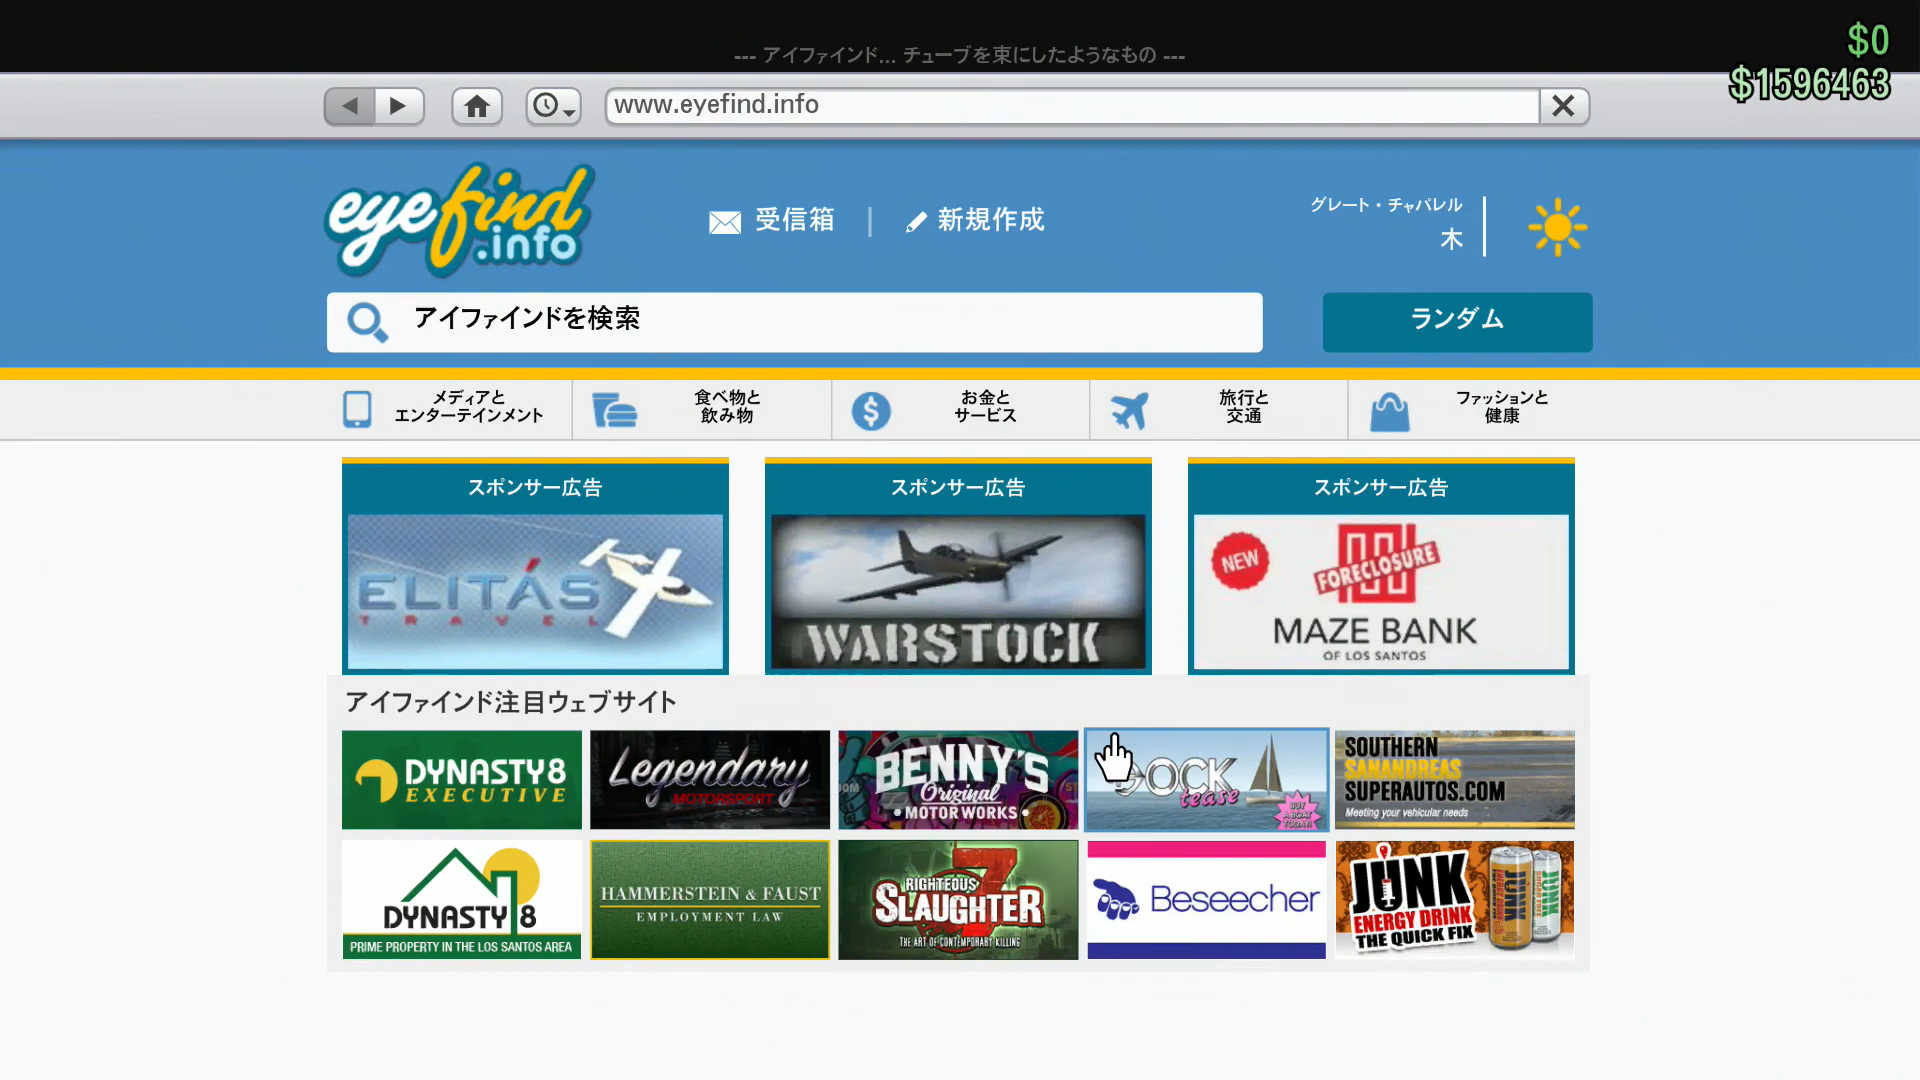 --- アイファインド... チューブを束にしたようなもの ---
$0
$1596463
www.eyefind.info
eyefind
.info
受信箱
新規作成
グレート・チャパレル
木
アイファインドを検索
ランダム
メディアと
エンターテインメント
食べ物と
飲み物
お金と
サービス
旅行と
交通
ファッションと
健康
スポンサー広告
ELITÁS
TRAVEL
スポンサー広告
WARSTOCK
スポンサー広告
NEW
FORECLOSURE
MAZE BANK
OF LOS SANTOS
アイファインド注目ウェブサイト
DYNASTY8
EXECUTIVE
Legendary
MOTORSPORT
BENNY'S
Original
• MOTOR WORKS •
DOCK
tease
BUY
A BOAT
TODAY!
SOUTHERN
SANANDREAS
SUPERAUTOS.COM
Meeting your vehicular needs
DYNASTY 8
PRIME PROPERTY IN THE LOS SANTOS AREA
HAMMERSTEIN & FAUST
EMPLOYMENT LAW
RIGHTEOUS
SLAUGHTER
7
THE ART OF CONTEMPORARY KILLING
Beseecher
JUNK
ENERGY DRINK
THE QUICK FIX
JUNK
JUNK